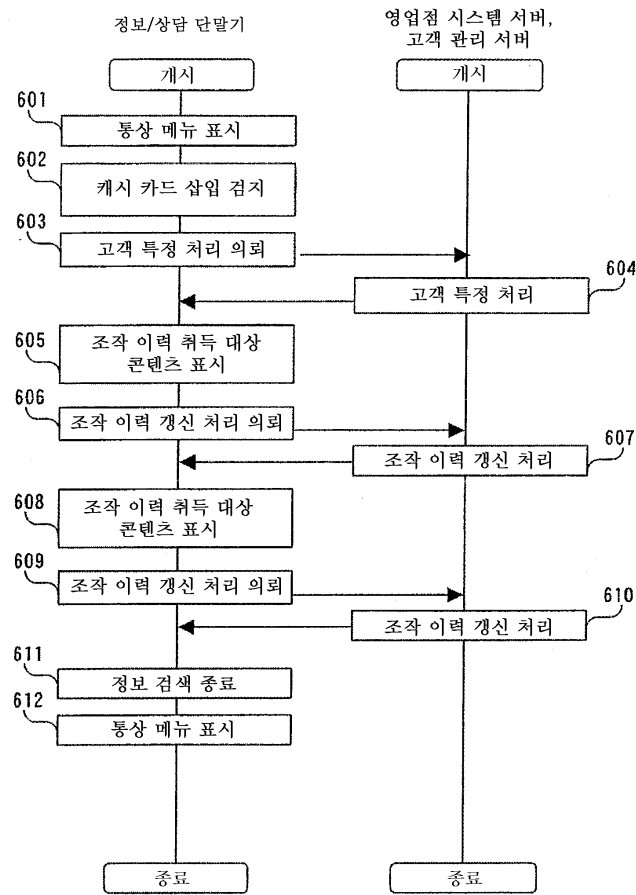 정보/상담 단말기
영업점 시스템 서버,
고객 관리 서버
개시
개시
601
통상 메뉴 표시
602
캐시 카드 삽입 검지
603
고객 특정 처리 의뢰
604
고객 특정 처리
605
조작 이력 취득 대상
콘텐츠 표시
606
조작 이력 갱신 처리 의뢰
607
조작 이력 갱신 처리
608
조작 이력 취득 대상
콘텐츠 표시
609
조작 이력 갱신 처리 의뢰
610
조작 이력 갱신 처리
611
정보 검색 종료
612
통상 메뉴 표시
종료
종료